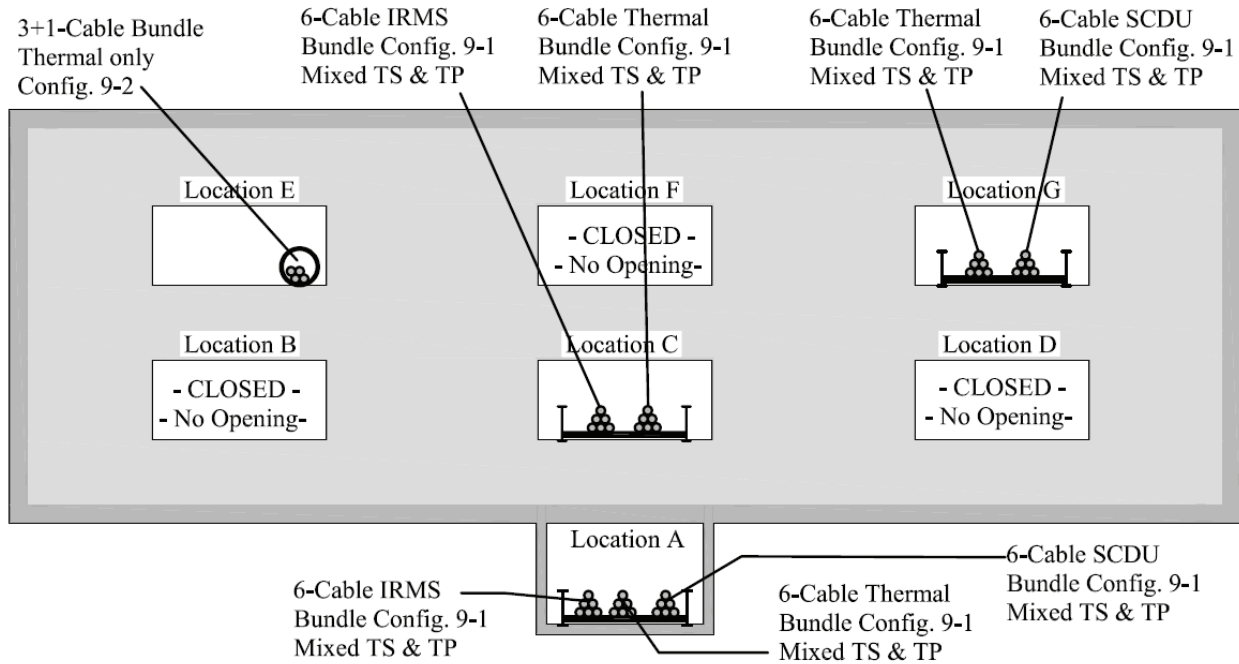 3+1-Cable Bundle
Thermal only
Config. 9-2
6-Cable IRMS
Bundle Config. 9-1
Mixed TS & TP
6-Cable Thermal
Bundle Config. 9-1
Mixed TS & TP
6-Cable Thermal
Bundle Config. 9-1
Mixed TS & TP
6-Cable SCDU
Bundle Config. 9-1
Mixed TS & TP
Location E
Location F
- CLOSED -
- No Opening-
Location G
Location B
- CLOSED -
- No Opening-
Location C
Location D
- CLOSED -
- No Opening-
Location A
6-Cable IRMS
Bundle Config. 9-1
Mixed TS & TP
6-Cable Thermal
Bundle Config. 9-1
Mixed TS & TP
6-Cable SCDU
Bundle Config. 9-1
Mixed TS & TP